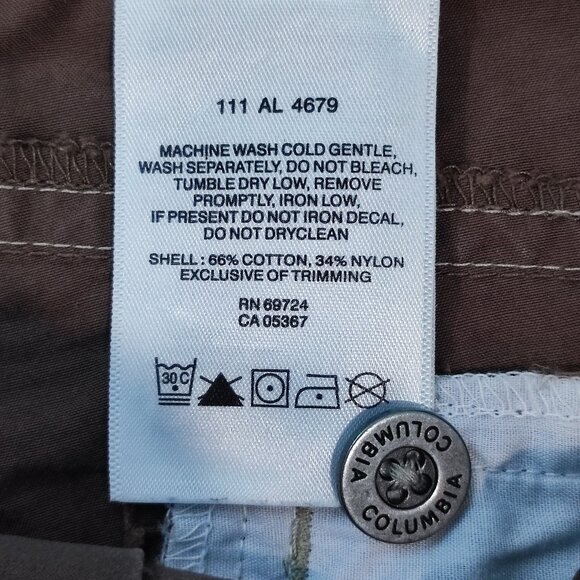 111 AL 4679
MACHINE WASH COLD GENTLE,
WASH SEPARATELY, DO NOT BLEACH,
TUMBLE DRY LOW, REMOVE
PROMPTLY, IRON LOW,
IF PRESENT DO NOT IRON DECAL,
DO NOT DRYCLEAN
SHELL : 66% COTTON, 34% NYLON
EXCLUSIVE OF TRIMMING
RN 69724
CA 05367
30 C
COLUMBIA
COLUMBIA